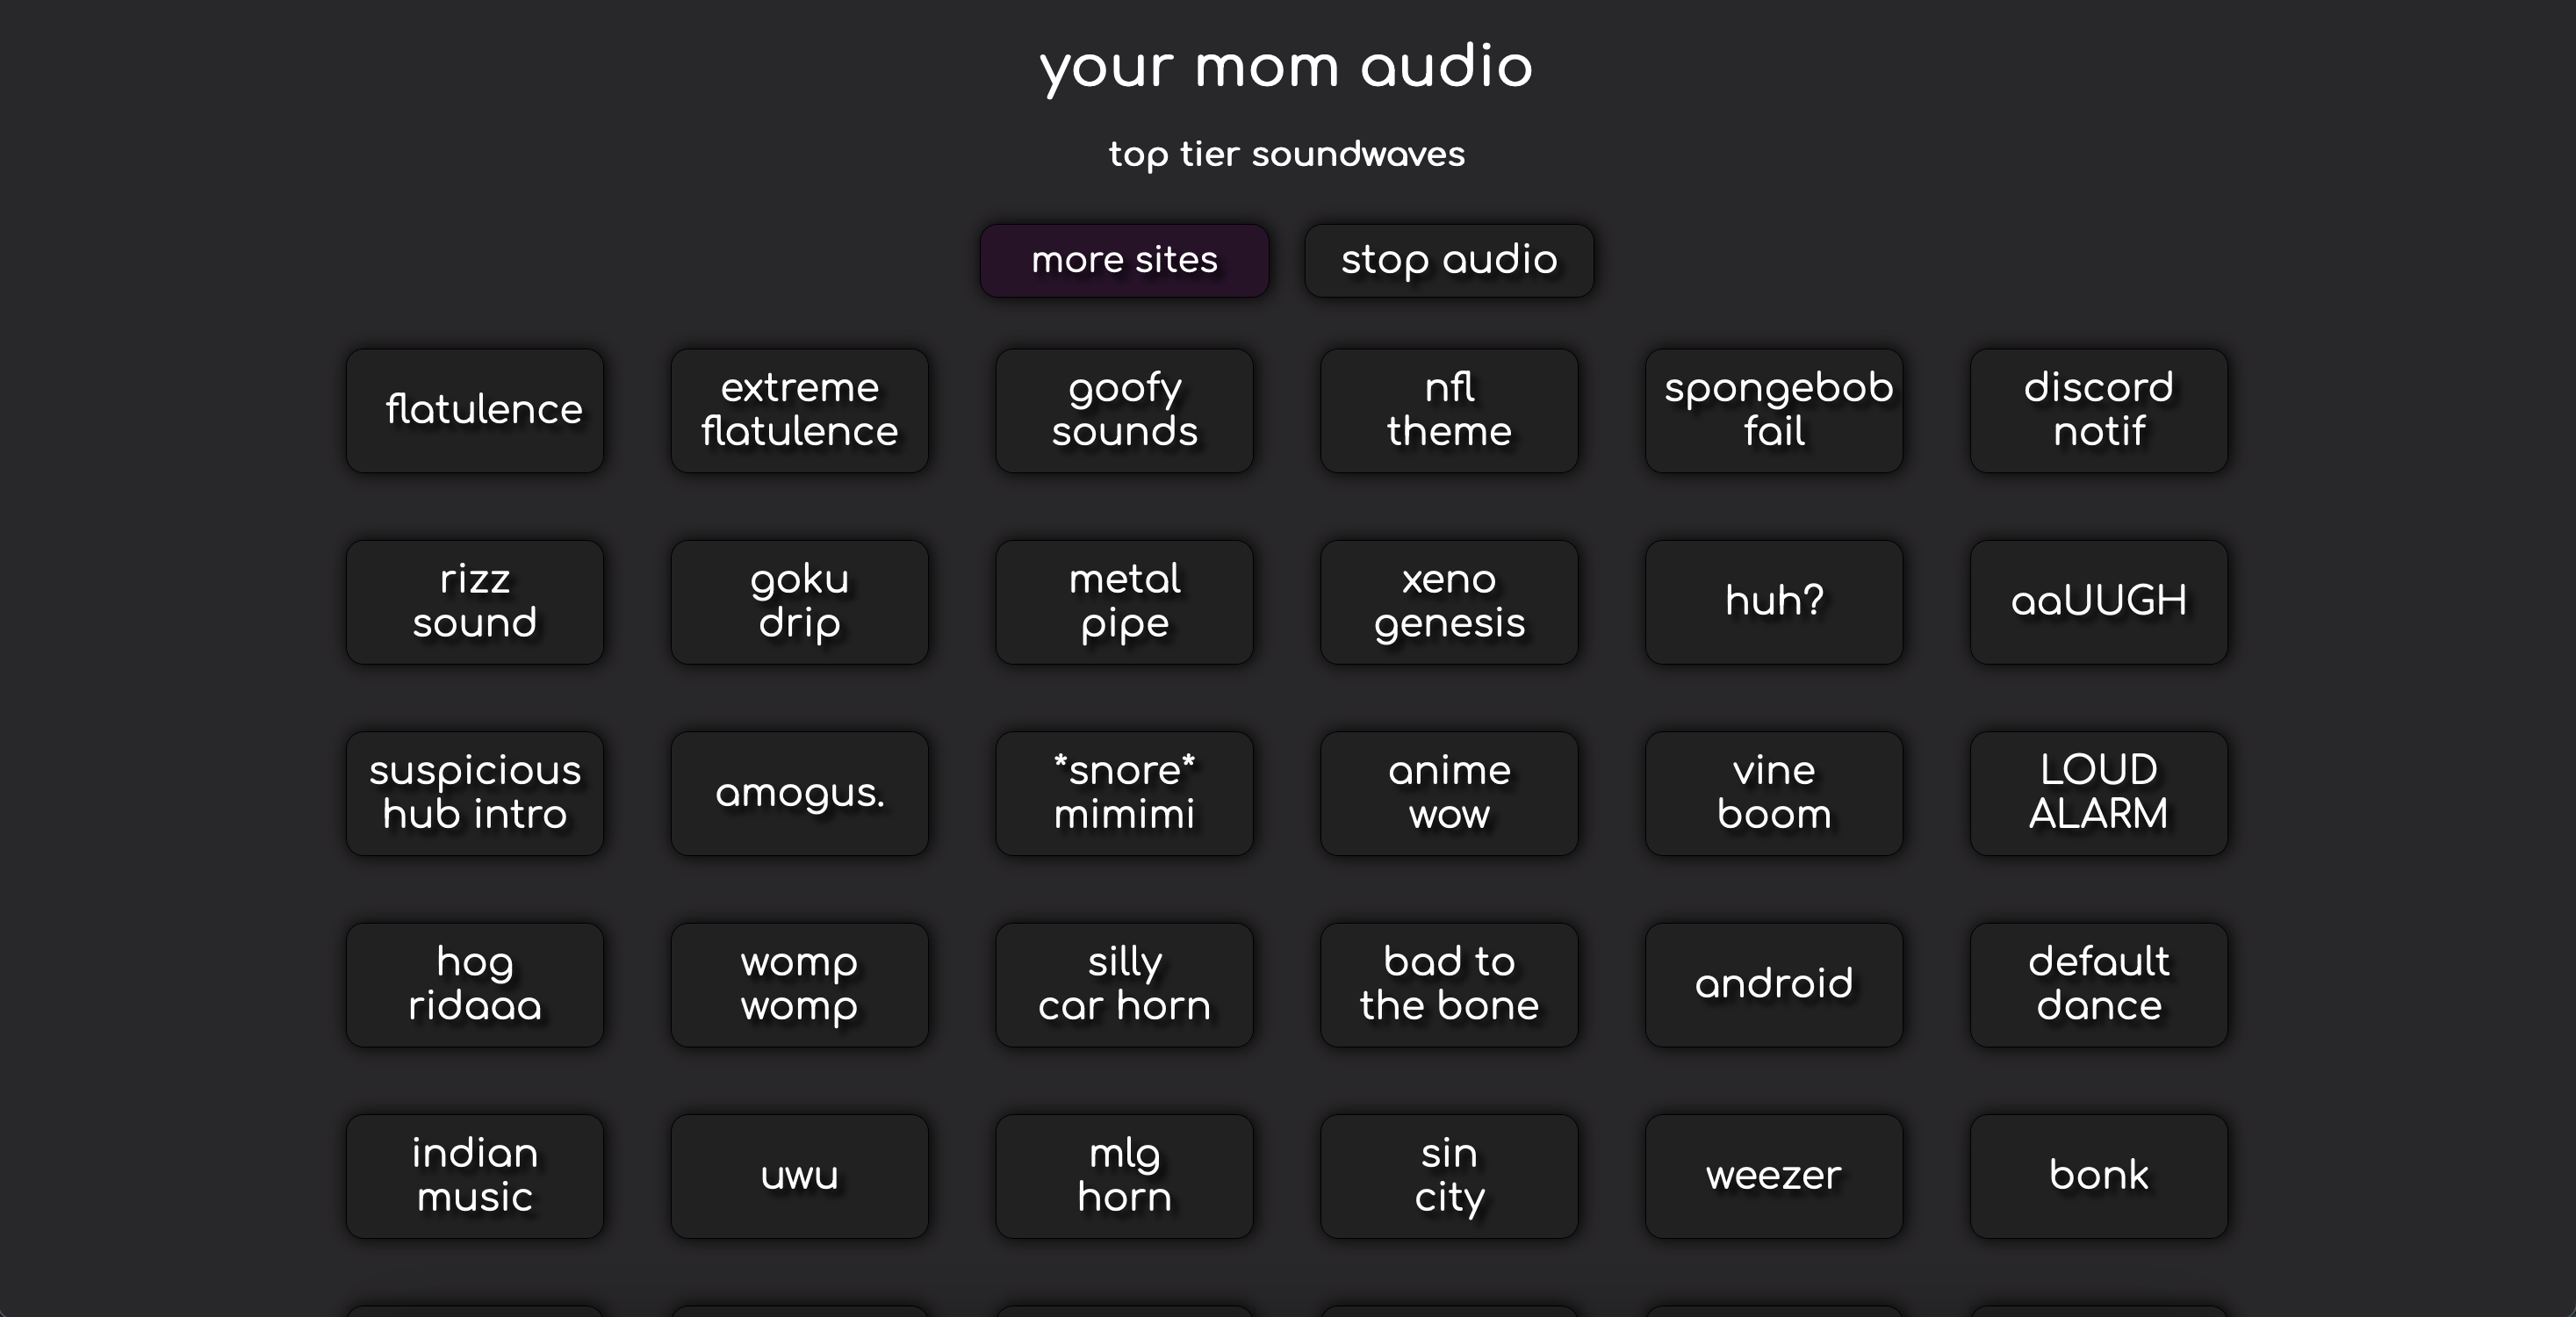 your mom audio
top tier soundwaves
more sites
stop audio
flatulence
extreme
flatulence
goofy
sounds
nfl
theme
spongebob
fail
discord
notif
rizz
sound
goku
drip
metal
pipe
xeno
genesis
huh?
aaUUGH
suspicious
hub intro
amogus.
*snore*
mimimi
anime
wow
vine
boom
LOUD
ALARM
hog
ridaaa
womp
womp
silly
car horn
bad to
the bone
android
default
dance
indian
music
uwu
mlg
horn
sin
city
weezer
bonk